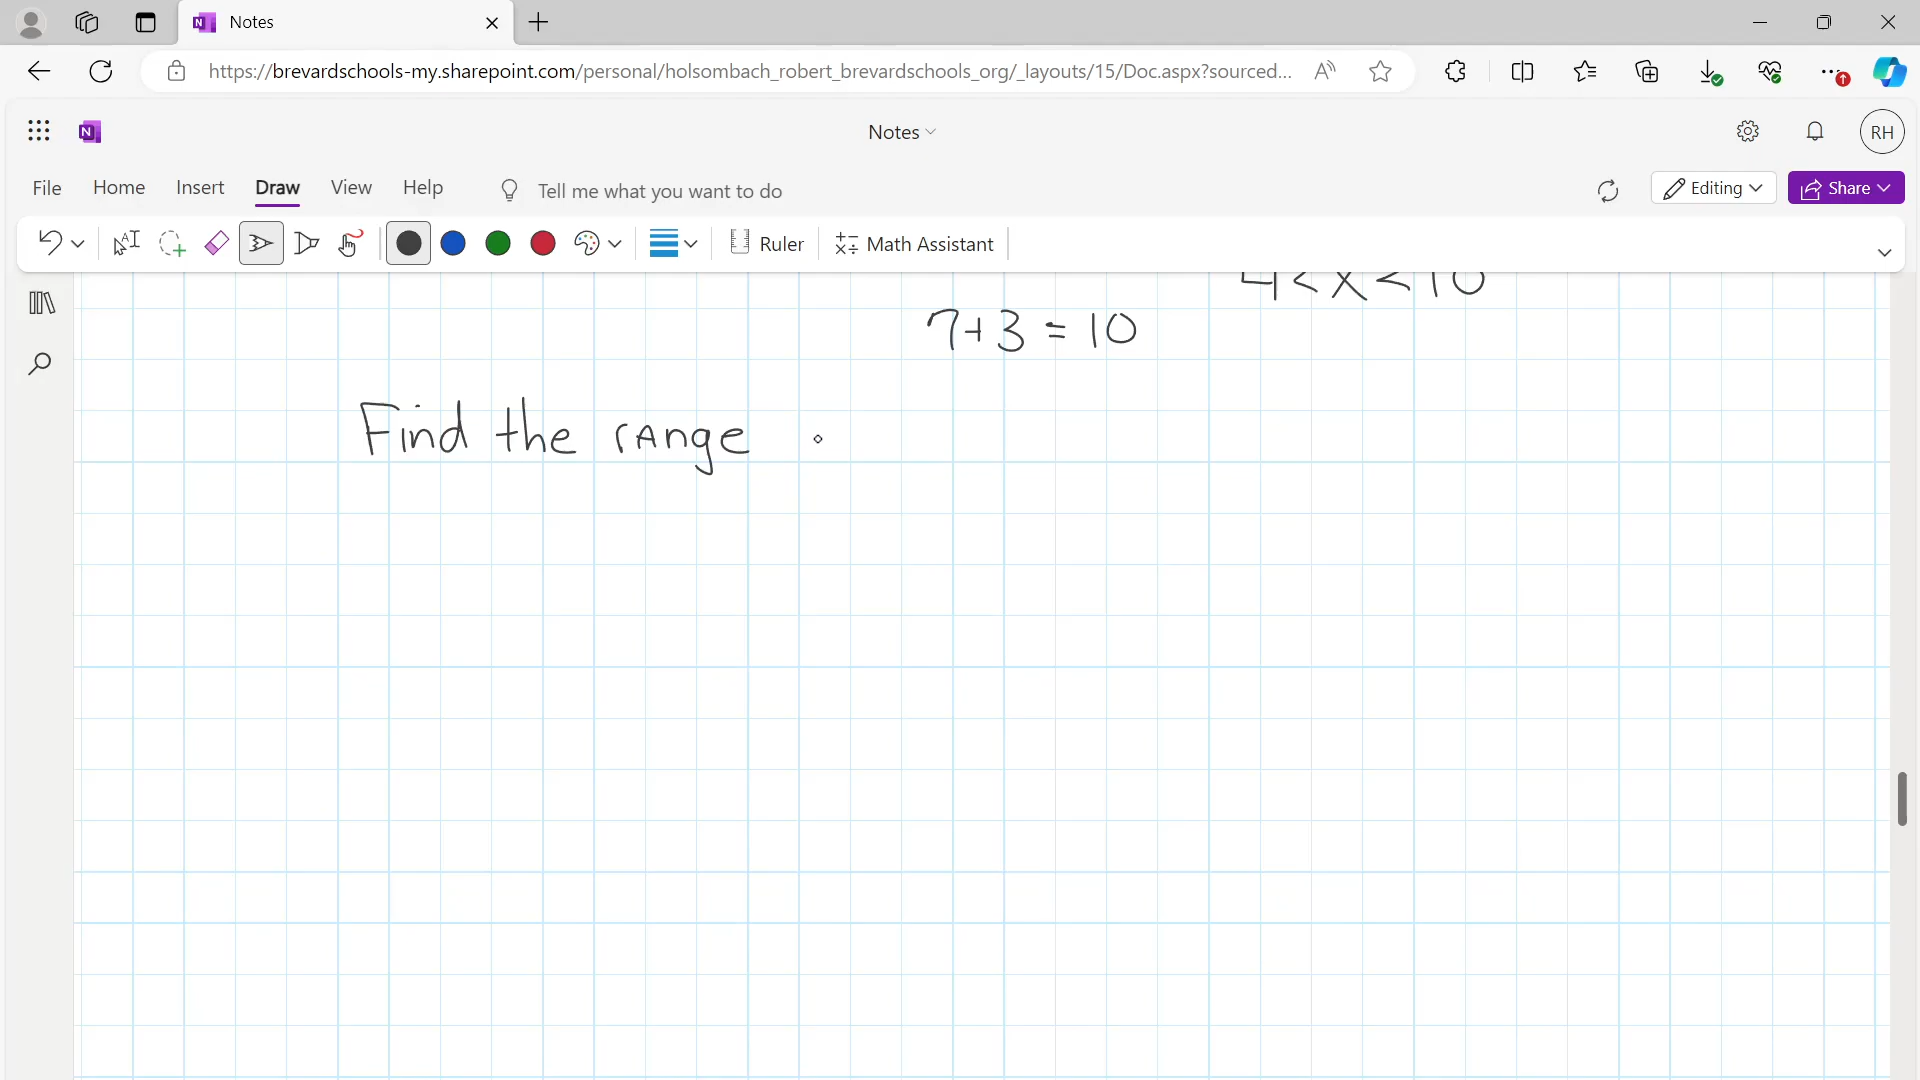 Notes
https://brevardschools-my.sharepoint.com/personal/holsombach_robert_brevardschools_org/_layouts/15/Doc.aspx?sourced...
Notes
RH
File Home Insert Draw View Help Tell me what you want to do Editing Share
Ruler Math Assistant
4 < x < 10
7 + 3 = 10
Find the range